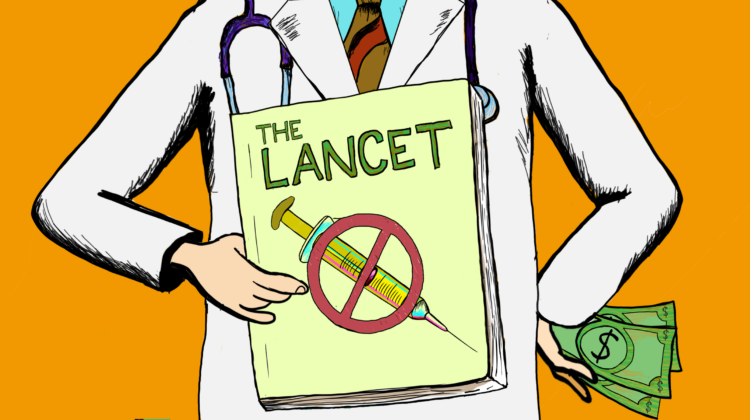 THE
LANCET
$